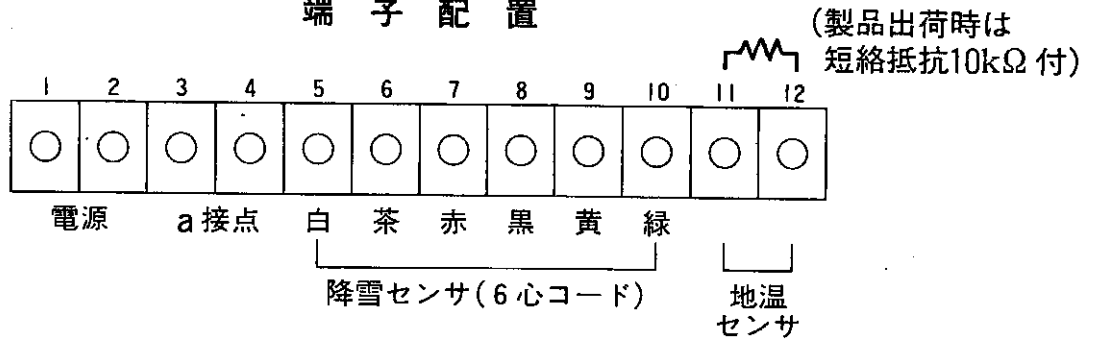 端子配置
(製品出荷時は
短絡抵抗10kΩ付)
1 2 3 4 5 6 7 8 9 10 11 12
電源 a接点 白 茶 赤 黒 黄 緑
降雪センサ(6心コード)
地温
センサ